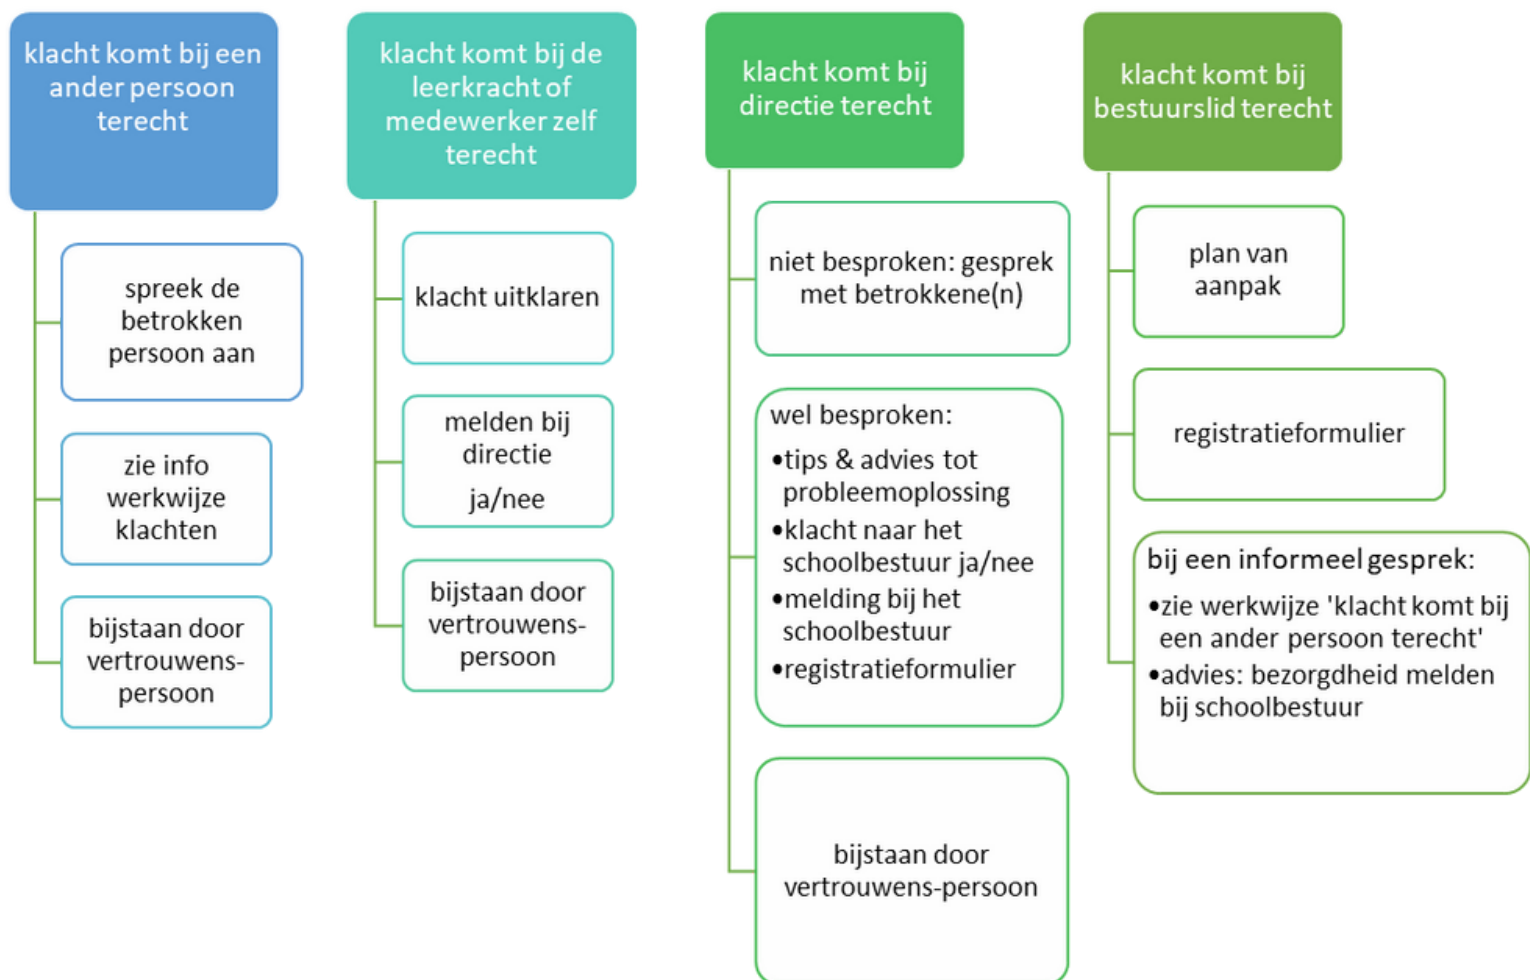 klacht komt bij een
ander persoon
terecht
spreek de
betrokken
persoon aan
zie info
werkwijze
klachten
bijstaan door
vertrouwens-
persoon
klacht komt bij de
leerkracht of
medewerker zelf
terecht
klacht uitklaren
melden bij
directie
ja/nee
bijstaan door
vertrouwens-
persoon
klacht komt bij
directie terecht
niet besproken: gesprek
met betrokkene(n)
wel besproken:
•tips & advies tot
probleemoplossing
•klacht naar het
schoolbestuur ja/nee
•melding bij het
schoolbestuur
•registratieformulier
bijstaan door
vertrouwens-persoon
klacht komt bij
bestuurslid terecht
plan van
aanpak
registratieformulier
bij een informeel gesprek:
•zie werkwijze 'klacht komt bij
een ander persoon terecht'
•advies: bezorgdheid melden
bij schoolbestuur